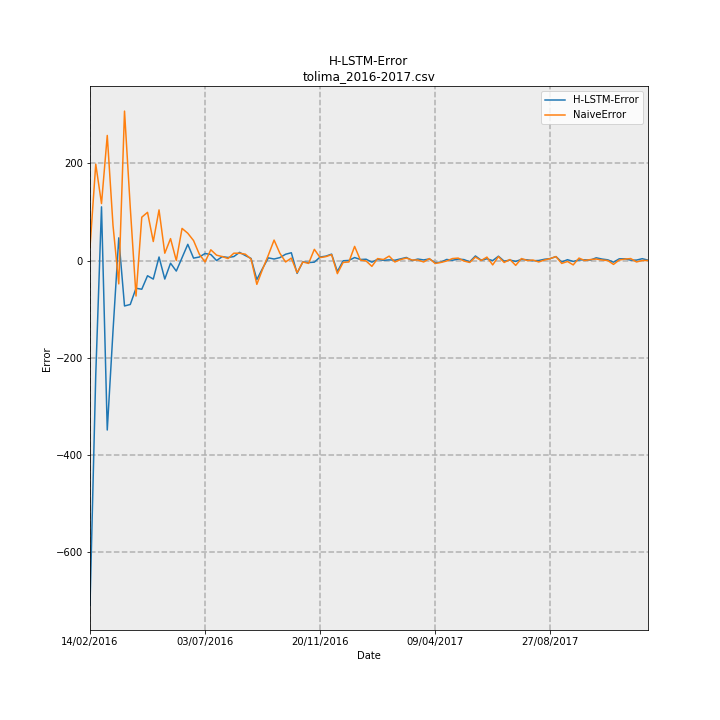 H-LSTM-Error
tolima_2016-2017.csv
H-LSTM-Error
NaiveError
Error
200
0
−200
−400
−600
14/02/2016
03/07/2016
20/11/2016
09/04/2017
27/08/2017
Date